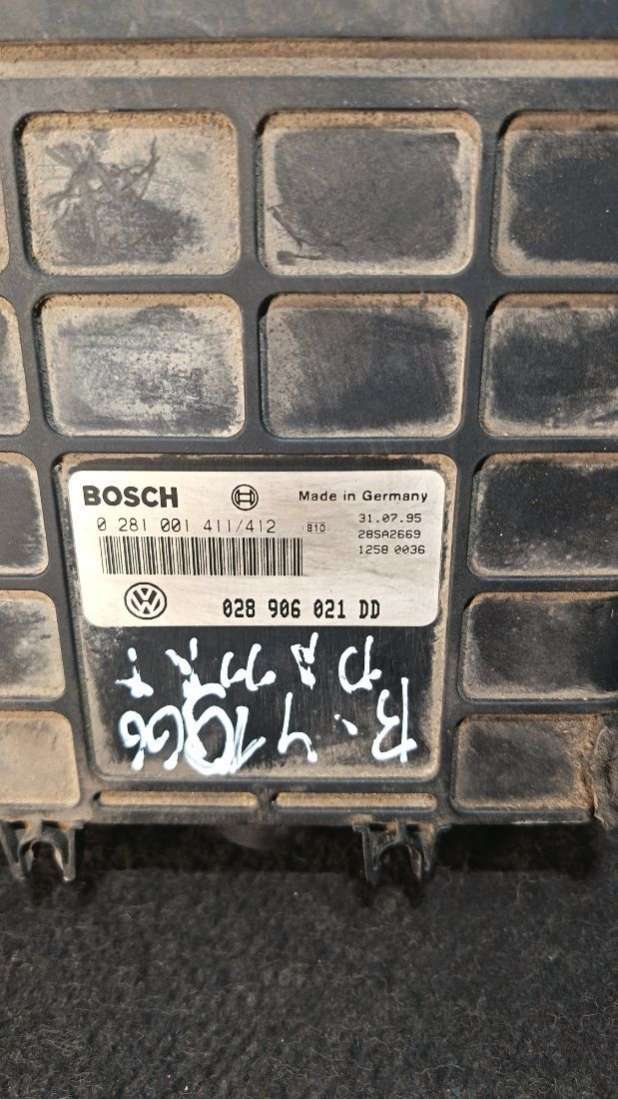 BOSCH
Made in Germany
0 281 001 411/412 810
31.07.95
28SA2669
1258 0036
VW
028 906 021 DD